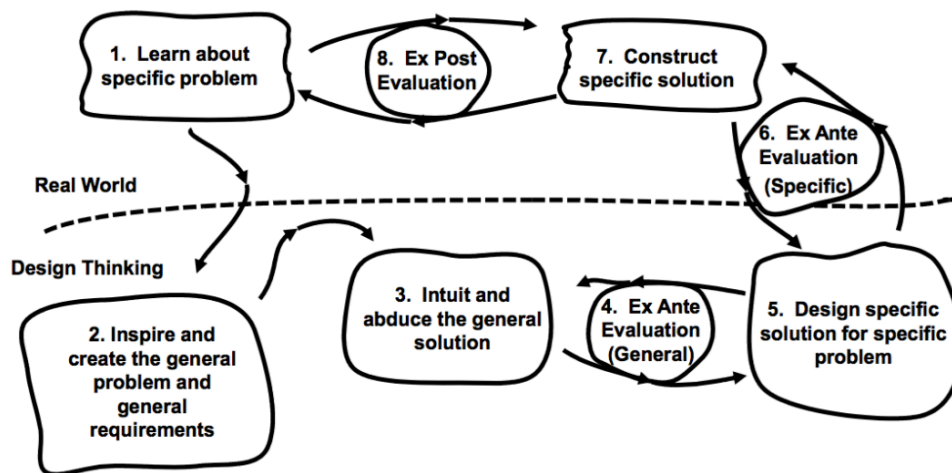 1. Learn about
specific problem
8. Ex Post
Evaluation
7. Construct
specific solution
6. Ex Ante
Evaluation
(Specific)
Real World
Design Thinking
2. Inspire and
create the general
problem and
general
requirements
3. Intuit and
abduce the general
solution
4. Ex Ante
Evaluation
(General)
5. Design specific
solution for specific
problem